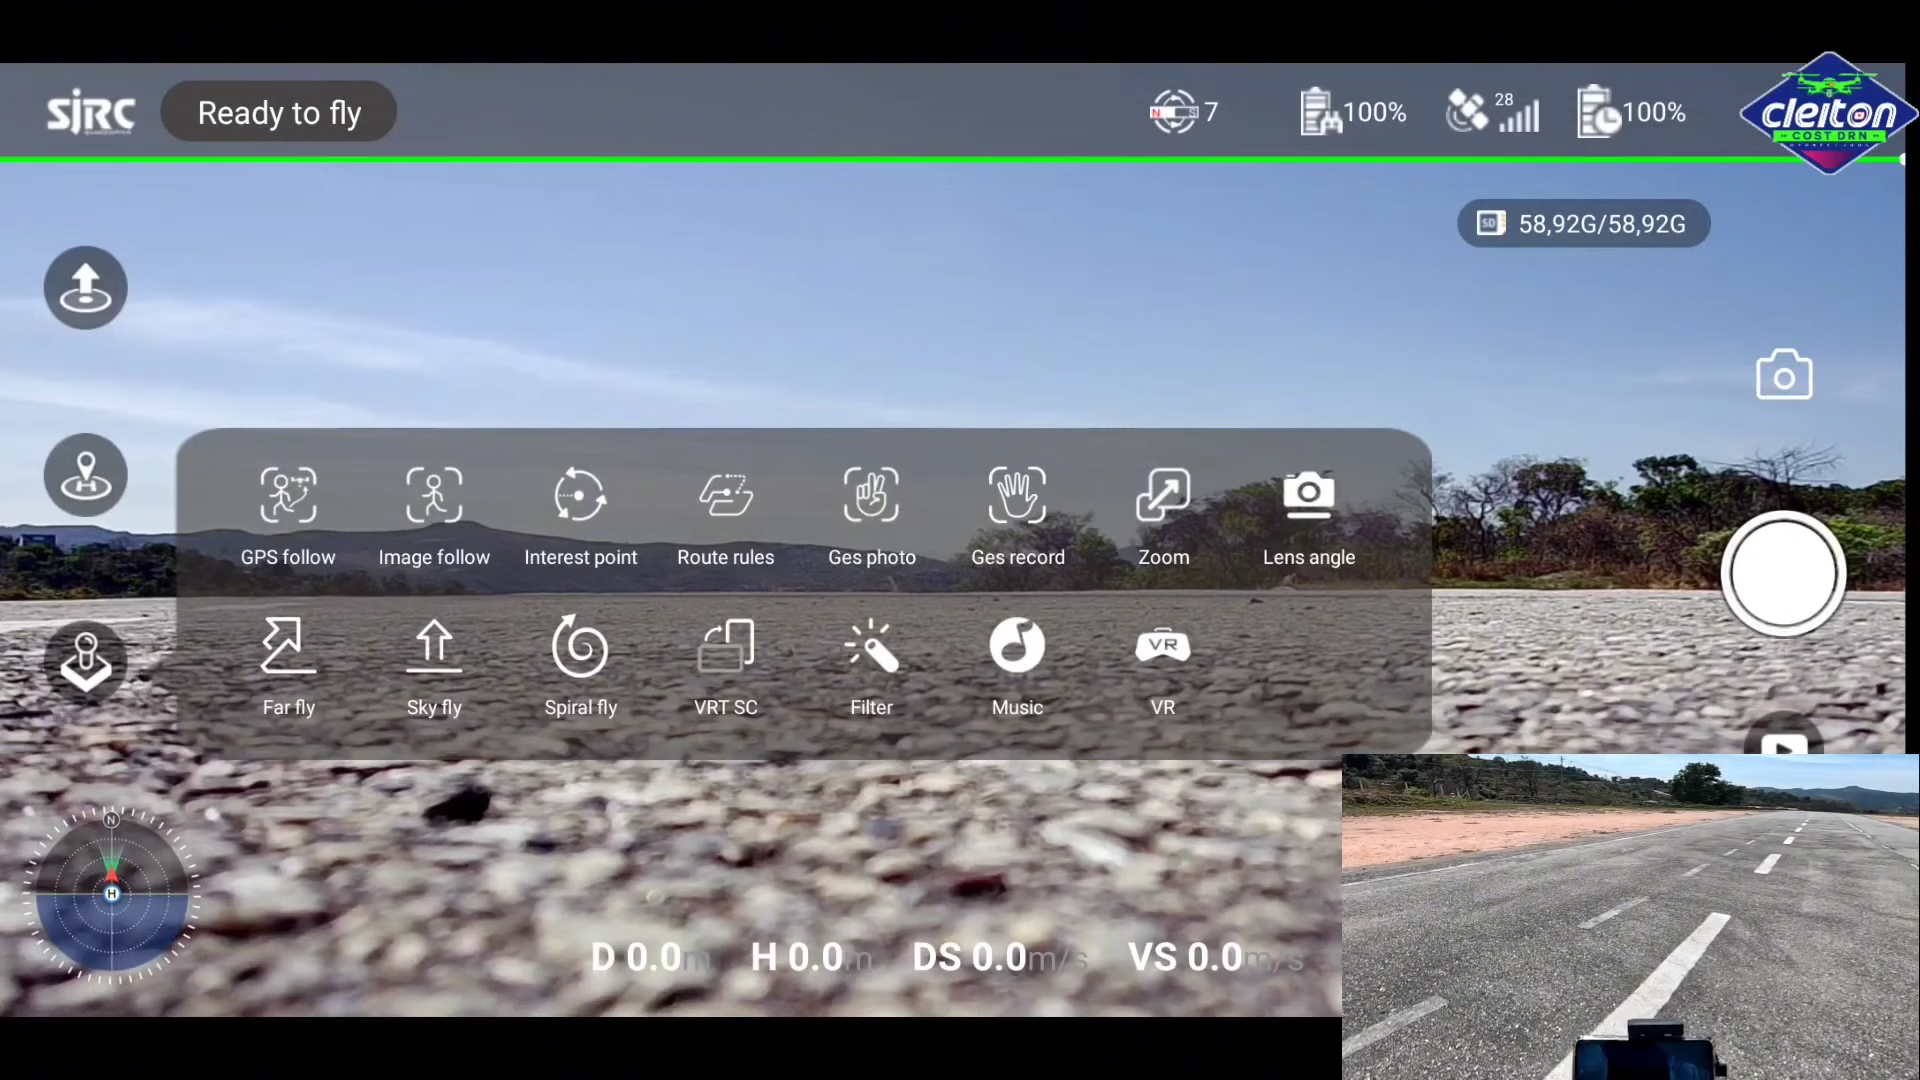 SJRC
Ready to fly
N S 7
100%
28
100%
cleiton
COST DRN
SD 58,92G/58,92G
GPS follow
Image follow
Interest point
Route rules
Ges photo
Ges record
Zoom
Lens angle
Far fly
Sky fly
Spiral fly
VRT SC
Filter
Music
VR
VR
N
H
D 0.0m
H 0.0m
DS 0.0m/s
VS 0.0m/s